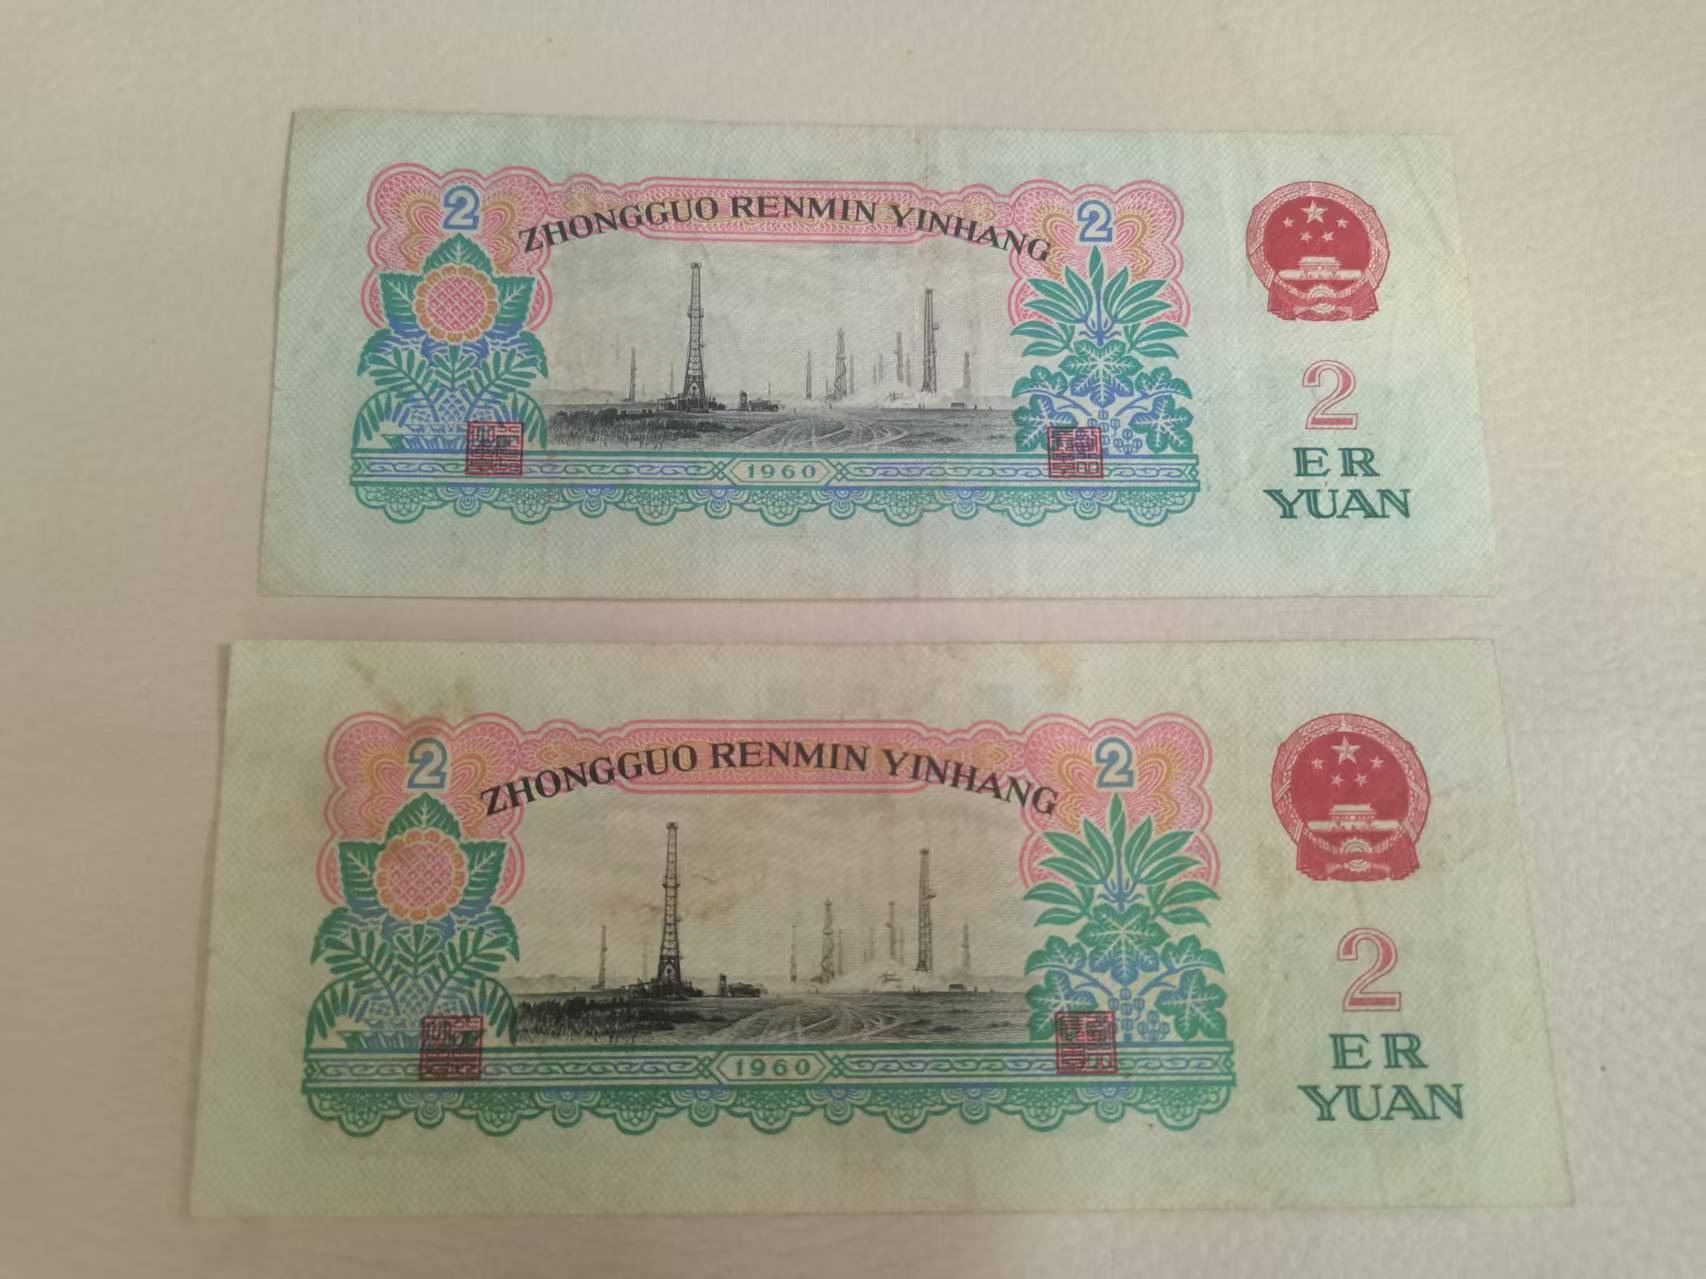 2 ZHONGGUO RENMIN YINHANG 2
2
1960
ER
YUAN
2 ZHONGGUO RENMIN YINHANG 2
2
1960
ER
YUAN